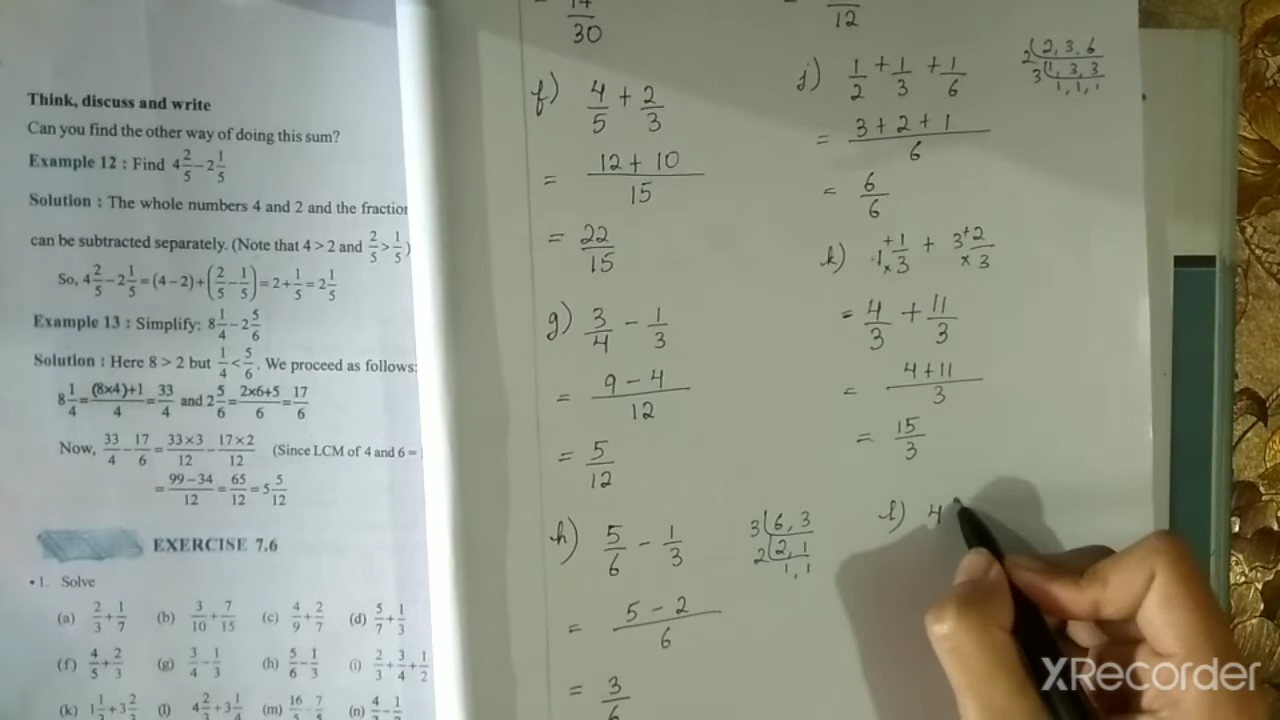 Think, discuss and write
Can you find the other way of doing this sum?
Example 12 : Find 4 2/5 – 2 1/5
Solution : The whole numbers 4 and 2 and the fraction
can be subtracted separately. (Note that 4 > 2 and 2/5 > 1/5)
So, 4 2/5 – 2 1/5 = (4 – 2) + (2/5 – 1/5) = 2 + 1/5 = 2 1/5
Example 13 : Simplify: 8 1/4 – 2 5/6
Solution : Here 8 > 2 but 1/4 < 5/6. We proceed as follows:
8 1/4 = (8×4)+1/4 = 33/4 and 2 5/6 = 2×6+5/6 = 17/6
Now, 33/4 – 17/6 = 33×3/12 – 17×2/12 (Since LCM of 4 and 6 =
= 99 – 34/12 = 65/12 = 5 5/12
EXERCISE 7.6
1. Solve
(a) 2/3 + 1/7 (b) 3/10 + 7/15 (c) 4/9 + 2/7 (d) 5/7 + 1/3
(f) 4/5 + 2/3 (g) 3/4 – 1/3 (h) 5/6 – 1/3 (i) 2/3 + 3/4 + 1/2
(k) 1 1/3 + 3 2/3 (l) 4 2/3 + 3 1/4 (m) 16/5 – 7/5 (n) 4/3 – 1/2
30
f) 4/5 + 2/3
= 12 + 10/15
= 22/15
g) 3/4 – 1/3
= 9 – 4/12
= 5/12
h) 5/6 – 1/3
3 6, 3
2 2, 1
1, 1
= 5 – 2/6
= 3/6
12
j) 1/2 + 1/3 + 1/6
2 2, 3, 6
3 1, 3, 3
1, 1, 1
= 3 + 2 + 1/6
= 6/6
k) 1 × + 1/3 + 3 × + 2/3
= 4/3 + 11/3
= 4 + 11/3
= 15/3
l) 4
XRecorder